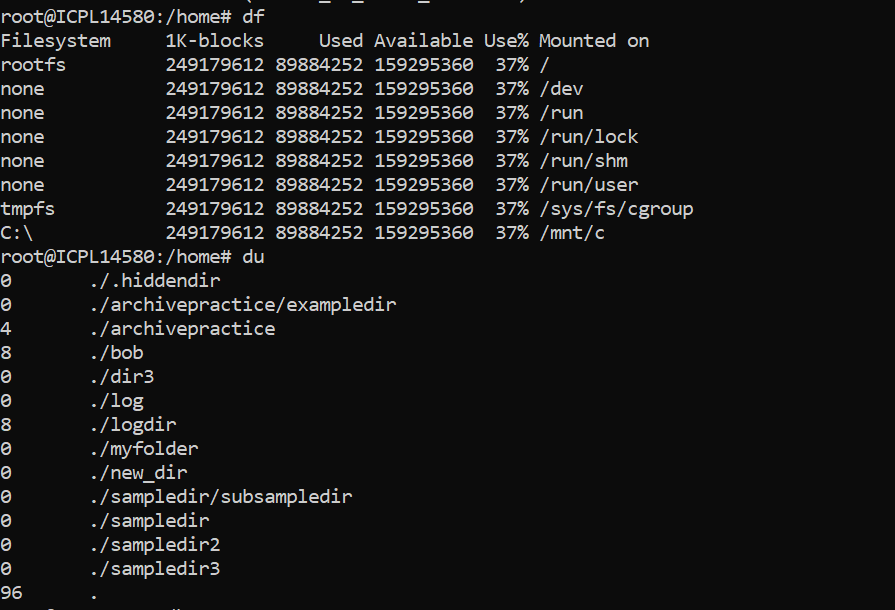 root@ICPL14580:/home# df
Filesystem     1K-blocks     Used Available Use% Mounted on
rootfs         249179612 89884252 159295360  37% /
none           249179612 89884252 159295360  37% /dev
none           249179612 89884252 159295360  37% /run
none           249179612 89884252 159295360  37% /run/lock
none           249179612 89884252 159295360  37% /run/shm
none           249179612 89884252 159295360  37% /run/user
tmpfs          249179612 89884252 159295360  37% /sys/fs/cgroup
C:\            249179612 89884252 159295360  37% /mnt/c
root@ICPL14580:/home# du
0       ./.hiddendir
0       ./archivepractice/exampledir
4       ./archivepractice
8       ./bob
0       ./dir3
0       ./log
8       ./logdir
0       ./myfolder
0       ./new_dir
0       ./sampledir/subsampledir
0       ./sampledir
0       ./sampledir2
0       ./sampledir3
96      .